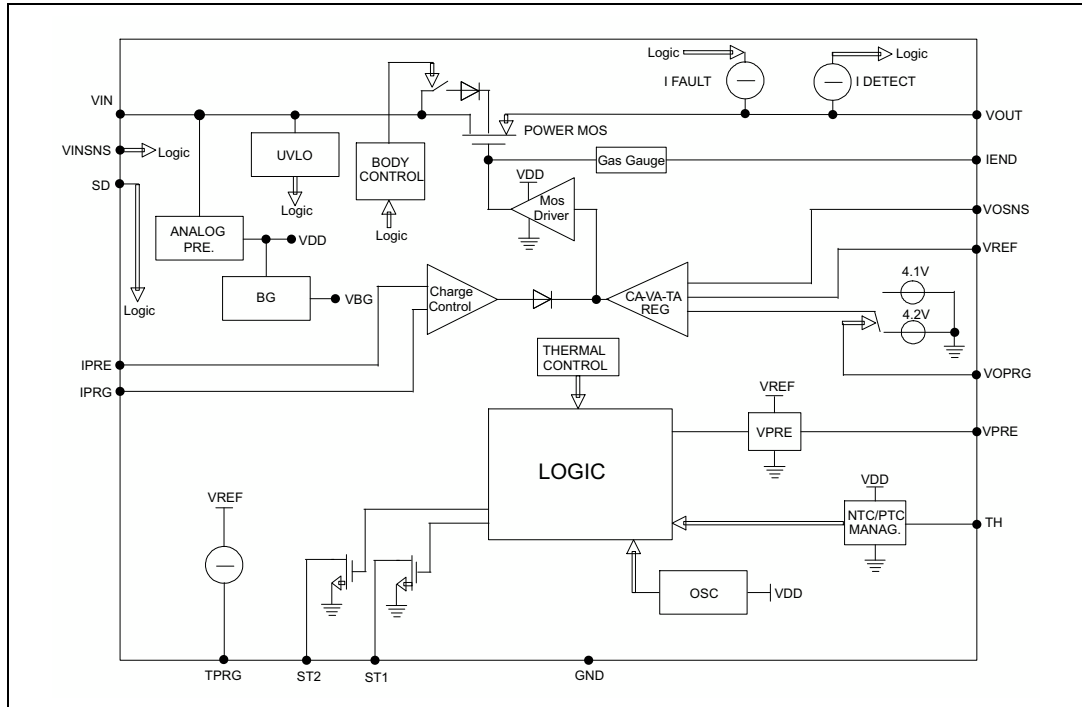 Logic
Logic
I FAULT
I DETECT
VIN
VOUT
POWER MOS
VINSNS
Logic
UVLO
BODY
CONTROL
Gas Gauge
IEND
SD
VDD
Mos
Driver
Logic
VOSNS
ANALOG
PRE.
VDD
Logic
VREF
BG
VBG
Logic
Charge
Control
CA-VA-TA
REG
4.1V
4.2V
THERMAL
CONTROL
IPRE
IPRG
VOPRG
VREF
VPRE
VPRE
LOGIC
VREF
VDD
NTC/PTC
MANAG.
TH
OSC
VDD
TPRG
ST2
ST1
GND